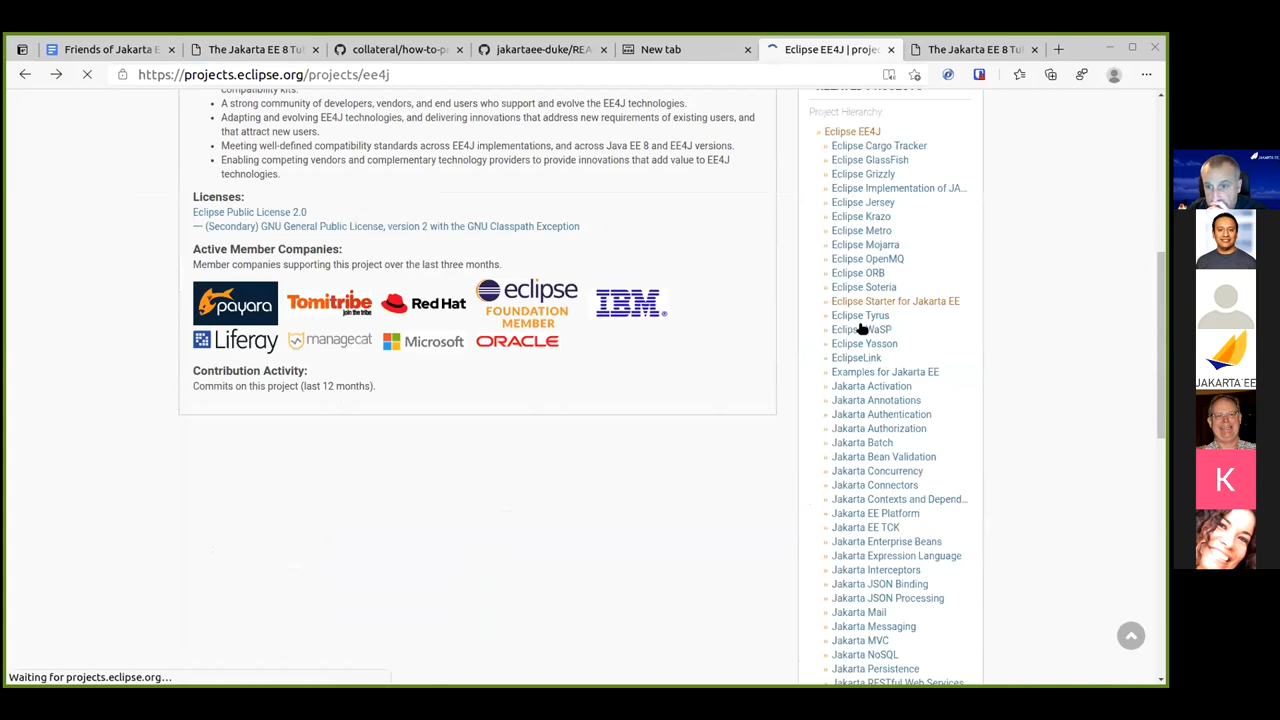 Friends of Jakarta E
The Jakarta EE 8 Tut
collateral/how-to-p
jakartaee-duke/REA
New tab
Eclipse EE4J | projec
The Jakarta EE 8 Tut
https://projects.eclipse.org/projects/ee4j
compatibility kits.
A strong community of developers, vendors, and end users who support and evolve the EE4J technologies.
Adapting and evolving EE4J technologies, and delivering innovations that address new requirements of existing users, and
that attract new users.
Meeting well-defined compatibility standards across EE4J implementations, and across Java EE 8 and EE4J versions.
Enabling competing vendors and complementary technology providers to provide innovations that add value to EE4J
technologies.
Licenses:
Eclipse Public License 2.0
— (Secondary) GNU General Public License, version 2 with the GNU Classpath Exception
Active Member Companies:
Member companies supporting this project over the last three months.
payara
Tomitribe
join the tribe
Red Hat
eclipse
FOUNDATION
MEMBER
IBM
Liferay
managecat
Microsoft
ORACLE
Contribution Activity:
Commits on this project (last 12 months).
RELATED PROJECTS
Project Hierarchy
» Eclipse EE4J
» Eclipse Cargo Tracker
» Eclipse GlassFish
» Eclipse Grizzly
» Eclipse Implementation of JA...
» Eclipse Jersey
» Eclipse Krazo
» Eclipse Metro
» Eclipse Mojarra
» Eclipse OpenMQ
» Eclipse ORB
» Eclipse Soteria
» Eclipse Starter for Jakarta EE
» Eclipse Tyrus
» Eclipse WaSP
» Eclipse Yasson
» EclipseLink
» Examples for Jakarta EE
» Jakarta Activation
» Jakarta Annotations
» Jakarta Authentication
» Jakarta Authorization
» Jakarta Batch
» Jakarta Bean Validation
» Jakarta Concurrency
» Jakarta Connectors
» Jakarta Contexts and Depend...
» Jakarta EE Platform
» Jakarta EE TCK
» Jakarta Enterprise Beans
» Jakarta Expression Language
» Jakarta Interceptors
» Jakarta JSON Binding
» Jakarta JSON Processing
» Jakarta Mail
» Jakarta Messaging
» Jakarta MVC
» Jakarta NoSQL
» Jakarta Persistence
» Jakarta RESTful Web Services
Waiting for projects.eclipse.org...
JAKARTA EE
JAKARTA EE
K